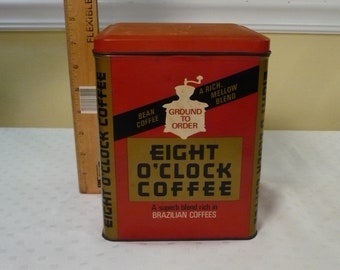 FLEXIBLE
BEAN
COFFEE
A RICH,
MELLOW
BLEND
GROUND
TO
ORDER
EIGHT
O'CLOCK
COFFEE
A superb blend rich in
BRAZILIAN COFFEES
EIGHT O'CLOCK COFFEE